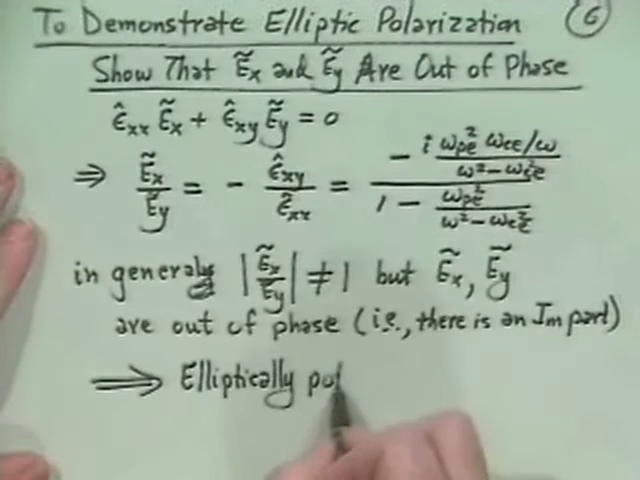 To Demonstrate Elliptic Polarization ⑥
Show That Ẽx and Ẽy Are Out of Phase
ε̂xx Ẽx + ε̂xy Ẽy = 0
⇒ Ẽx/Ẽy = - ε̂xy/ε̂xx = (- (i ωpe² ωce/ω)/(ω² - ωce²))/(1 - ωpe²/(ω² - ωce²))
in general, |Ẽx/Ẽy| ≠ 1 but Ẽx, Ẽy
are out of phase (i.e., there is an Im part)
⇒ Elliptically pol